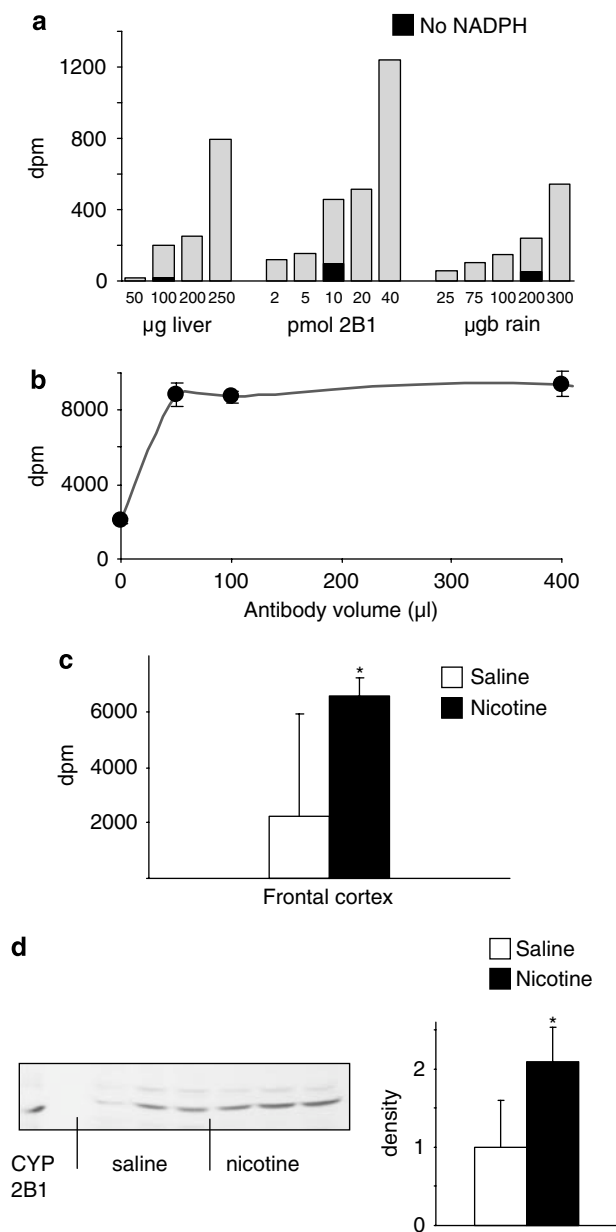 a
No NADPH
1200
800
400
0
dpm
50 100 200 250
2 5 10 20 40
25 75 100 200 300
µg liver
pmol 2B1
µgb rain
b
8000
4000
0
dpm
0 100 200 300 400
Antibody volume (µl)
c
Saline
Nicotine
*
6000
4000
2000
dpm
Frontal cortex
d
Saline
Nicotine
*
2
1
0
density
CYP
2B1
saline
nicotine